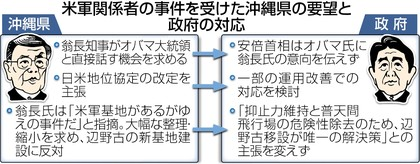 米軍関係者の事件を受けた沖縄県の要望と
政府の対応
沖縄県
翁長知事がオバマ大統領
と直接話す機会を求める
日米地位協定の改定を
主張
翁長氏は「米軍基地があるがゆ
えの事件だ」と指摘。大幅な整理・
縮小を求め、辺野古の新基地建
設に反対
政府
安倍首相はオバマ氏に
翁長氏の意向を伝えず
一部の運用改善での
対応を検討
「抑止力維持と普天間
飛行場の危険性除去のため、辺
野古移設が唯一の解決策」との
主張を変えず